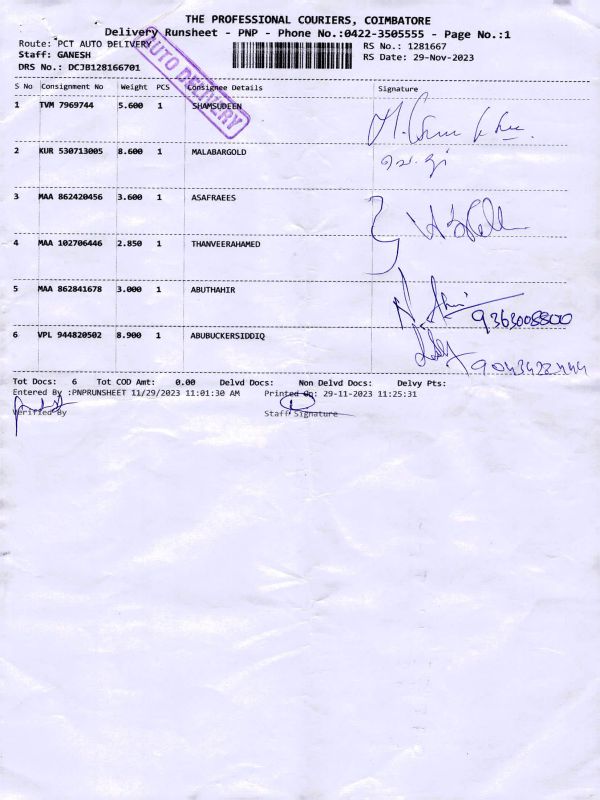 THE PROFESSIONAL COURIERS, COIMBATORE
Delivery Runsheet - PNP - Phone No.:0422-3505555 - Page No.:1
Route: PCT AUTO DELIVERY
RS No.: 1281667
Staff: GANESH
RS Date: 29-Nov-2023
DRS No.: DCJB128166701
AUTO DELIVERY
S No Consignment No Weight PCS Consignee Details Signature
1 TVM 7969744 5.600 1 SHAMSUDEEN
2 KUR 530713005 8.600 1 MALABARGOLD
3 MAA 862420456 3.600 1 ASAFRAEES
4 MAA 102706446 2.850 1 THANVEERAHAMED
5 MAA 862841678 3.000 1 ABUTHAHIR
9363008800
6 VPL 944820502 8.900 1 ABUBUCKERSIDDIQ
Tot Docs: 6 Tot COD Amt: 0.00 Delvd Docs: Non Delvd Docs: Delvy Pts:
Entered By :PNPRUNSHEET 11/29/2023 11:01:30 AM Printed On: 29-11-2023 11:25:31
Verified By Staff Signature